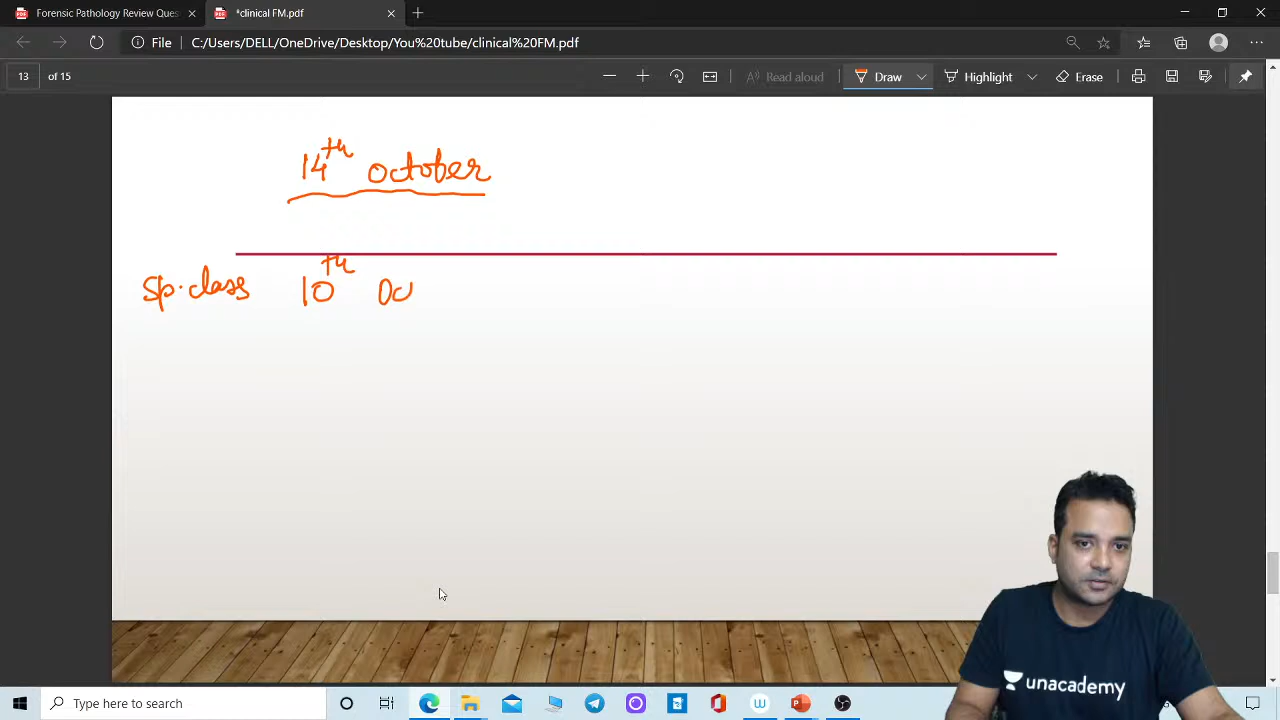 Forensic Pathology Review Ques
*clinical FM.pdf
File C:/Users/DELL/OneDrive/Desktop/You%20tube/clinical%20FM.pdf
13 of 15 Read aloud Draw Highlight Erase
14th october
Sp. class 10th Oc
unacademy
Type here to search